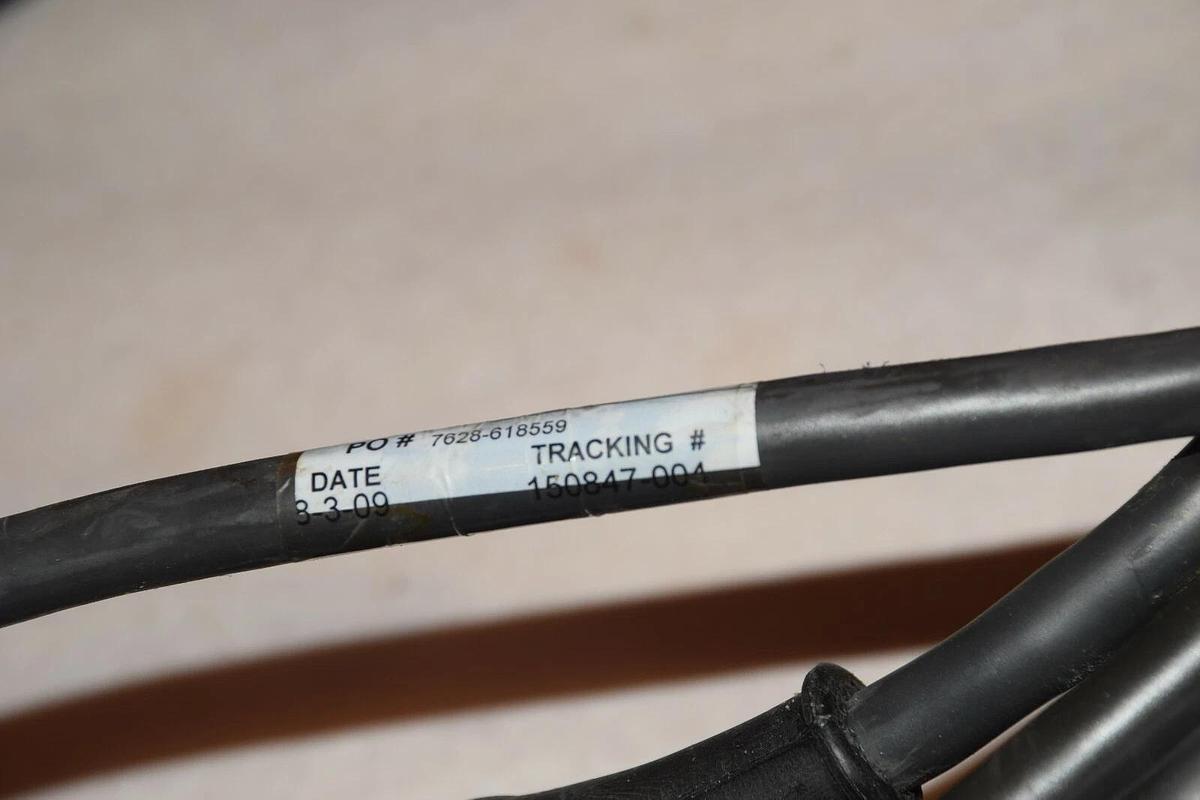 PO # 7628-618559
DATE TRACKING #
8-3-09 150847-004